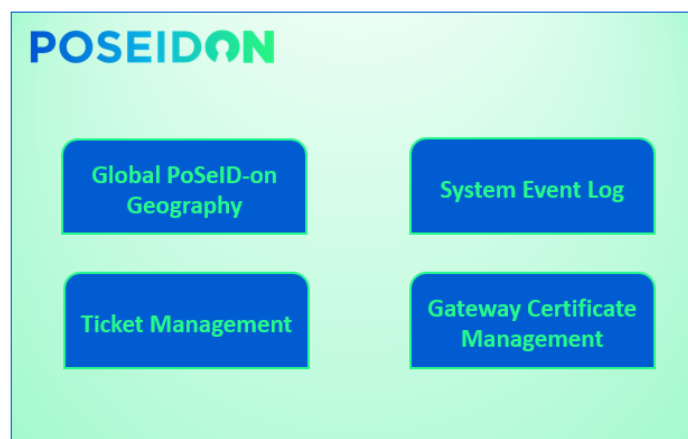 POSEIDON
Global PoSeID-on
Geography
System Event Log
Ticket Management
Gateway Certificate
Management